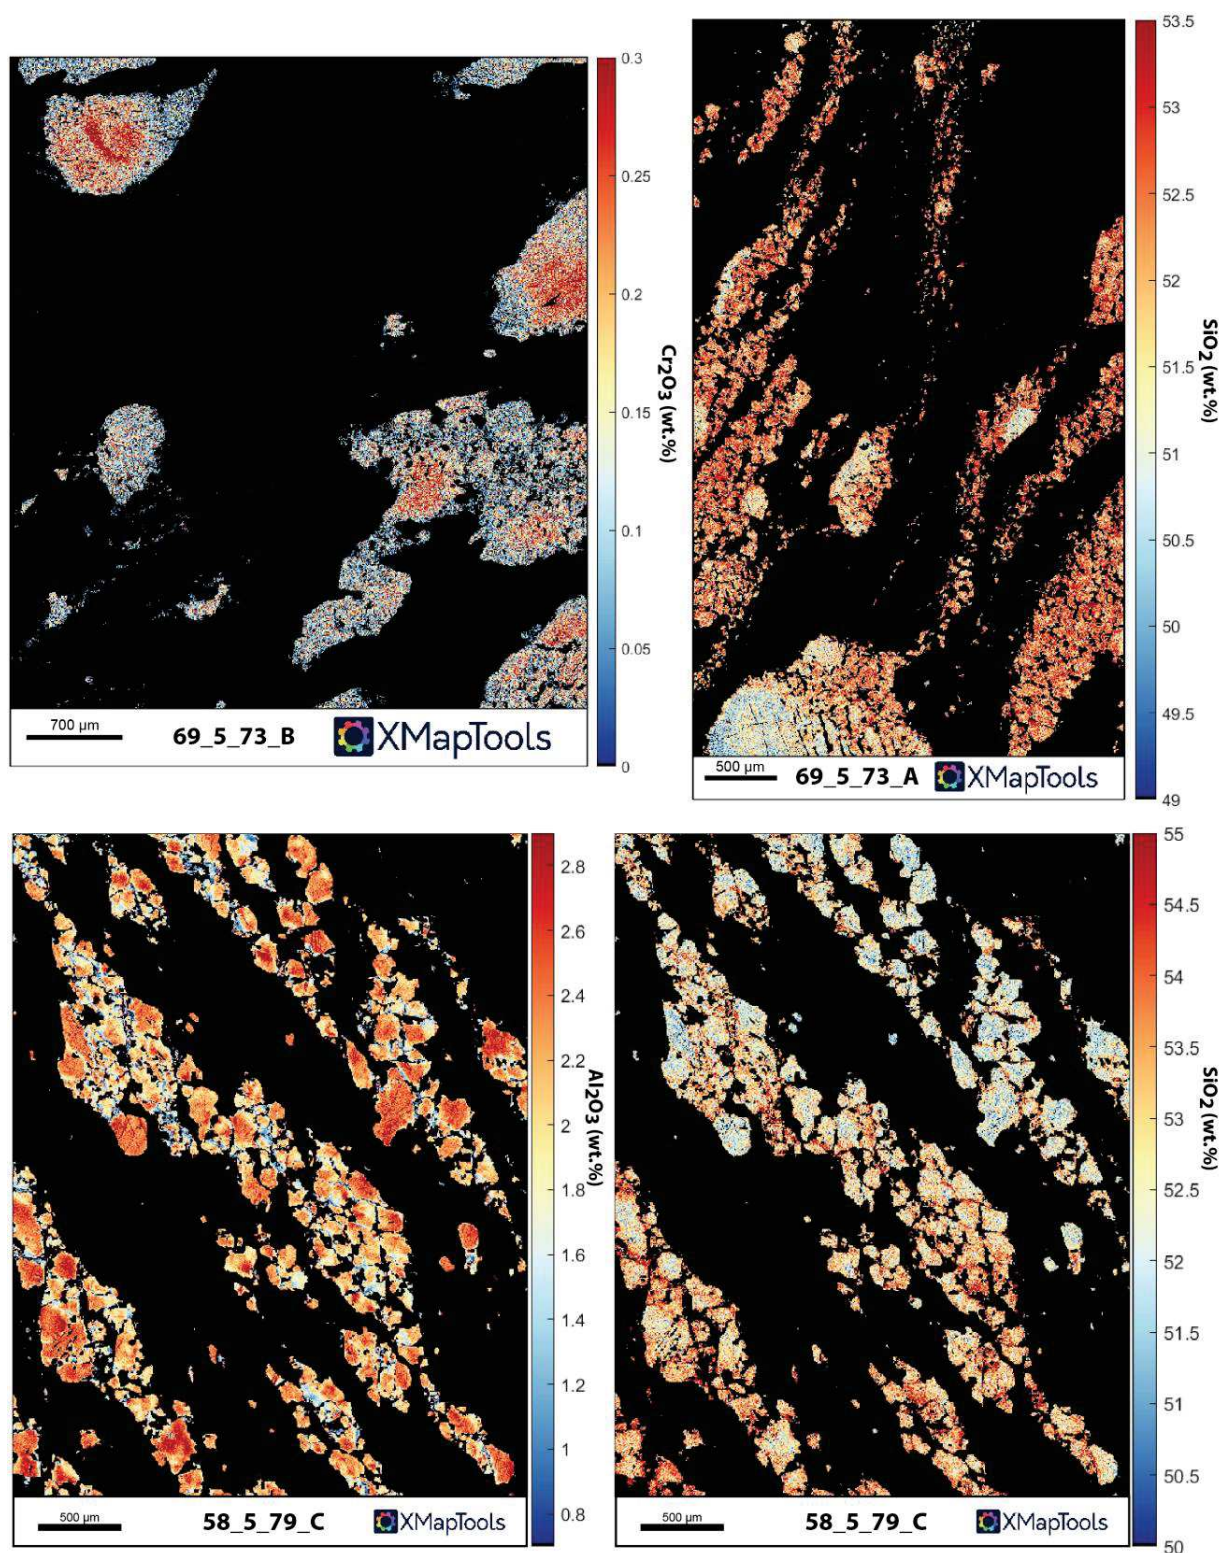 0.3
0.25
0.2
0.15
0.1
0.05
0
Cr₂O₃ (wt.%)
700 µm
69_5_73_B
XMapTools
53.5
53
52.5
52
51.5
51
50.5
50
49.5
49
SiO₂ (wt.%)
500 µm
69_5_73_A
XMapTools
2.8
2.6
2.4
2.2
2
1.8
1.6
1.4
1.2
1
0.8
Al₂O₃ (wt.%)
500 µm
58_5_79_C
XMapTools
55
54.5
54
53.5
53
52.5
52
51.5
51
50.5
50
SiO₂ (wt.%)
500 µm
58_5_79_C
XMapTools